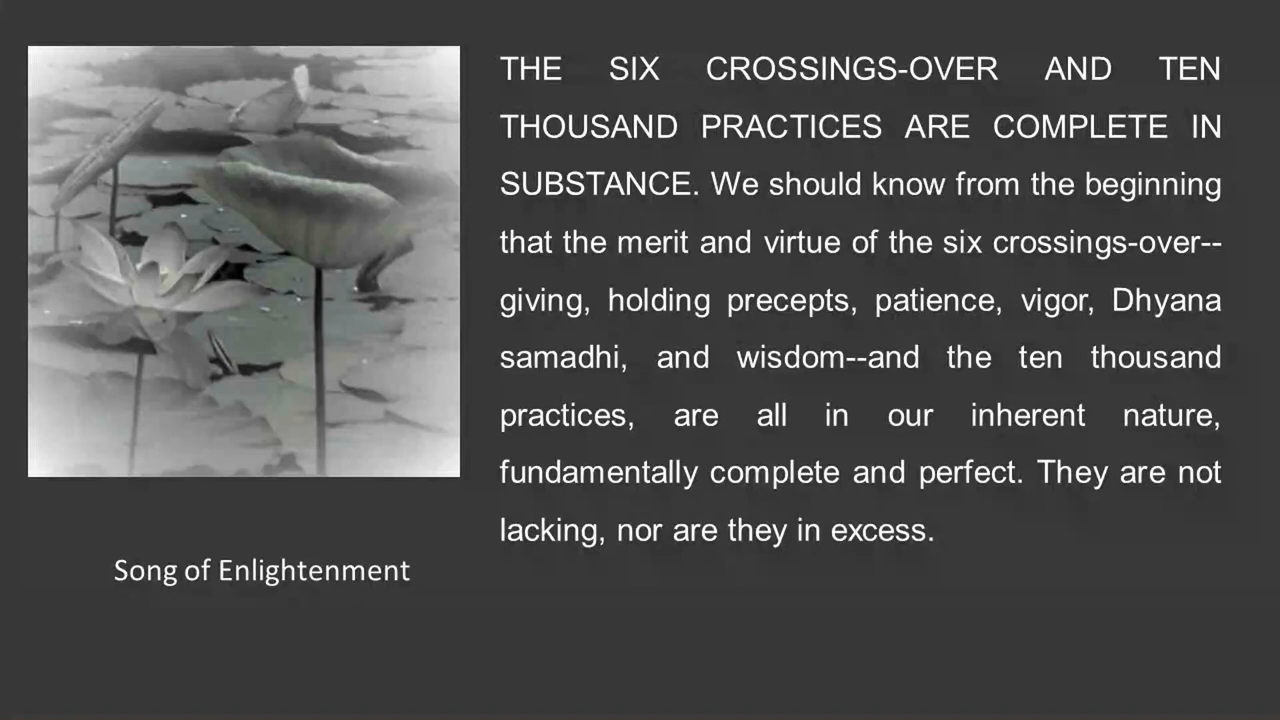 THE SIX CROSSINGS-OVER AND TEN
THOUSAND PRACTICES ARE COMPLETE IN
SUBSTANCE. We should know from the beginning
that the merit and virtue of the six crossings-over--
giving, holding precepts, patience, vigor, Dhyana
samadhi, and wisdom--and the ten thousand
practices, are all in our inherent nature,
fundamentally complete and perfect. They are not
lacking, nor are they in excess.
Song of Enlightenment